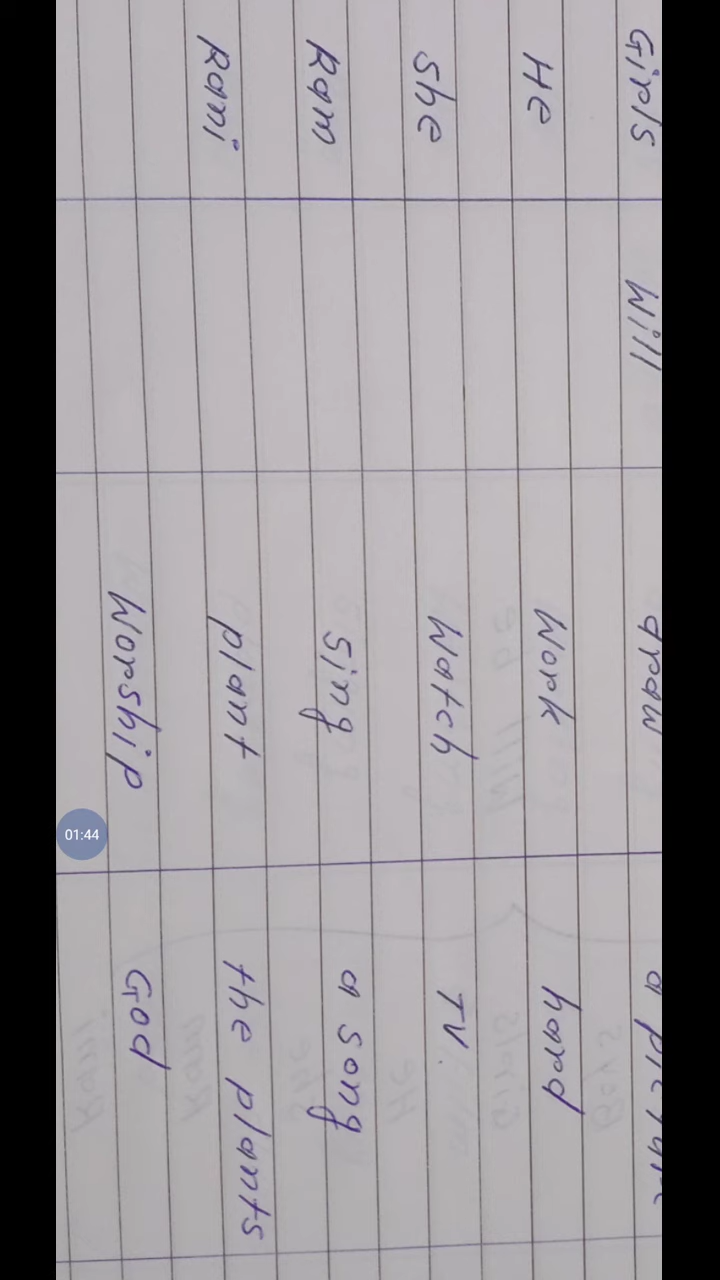 Girls Will draw a picture
He Work hard
She Watch TV.
Ram Sing a song
Rani plant the plants
Worship God
01:44